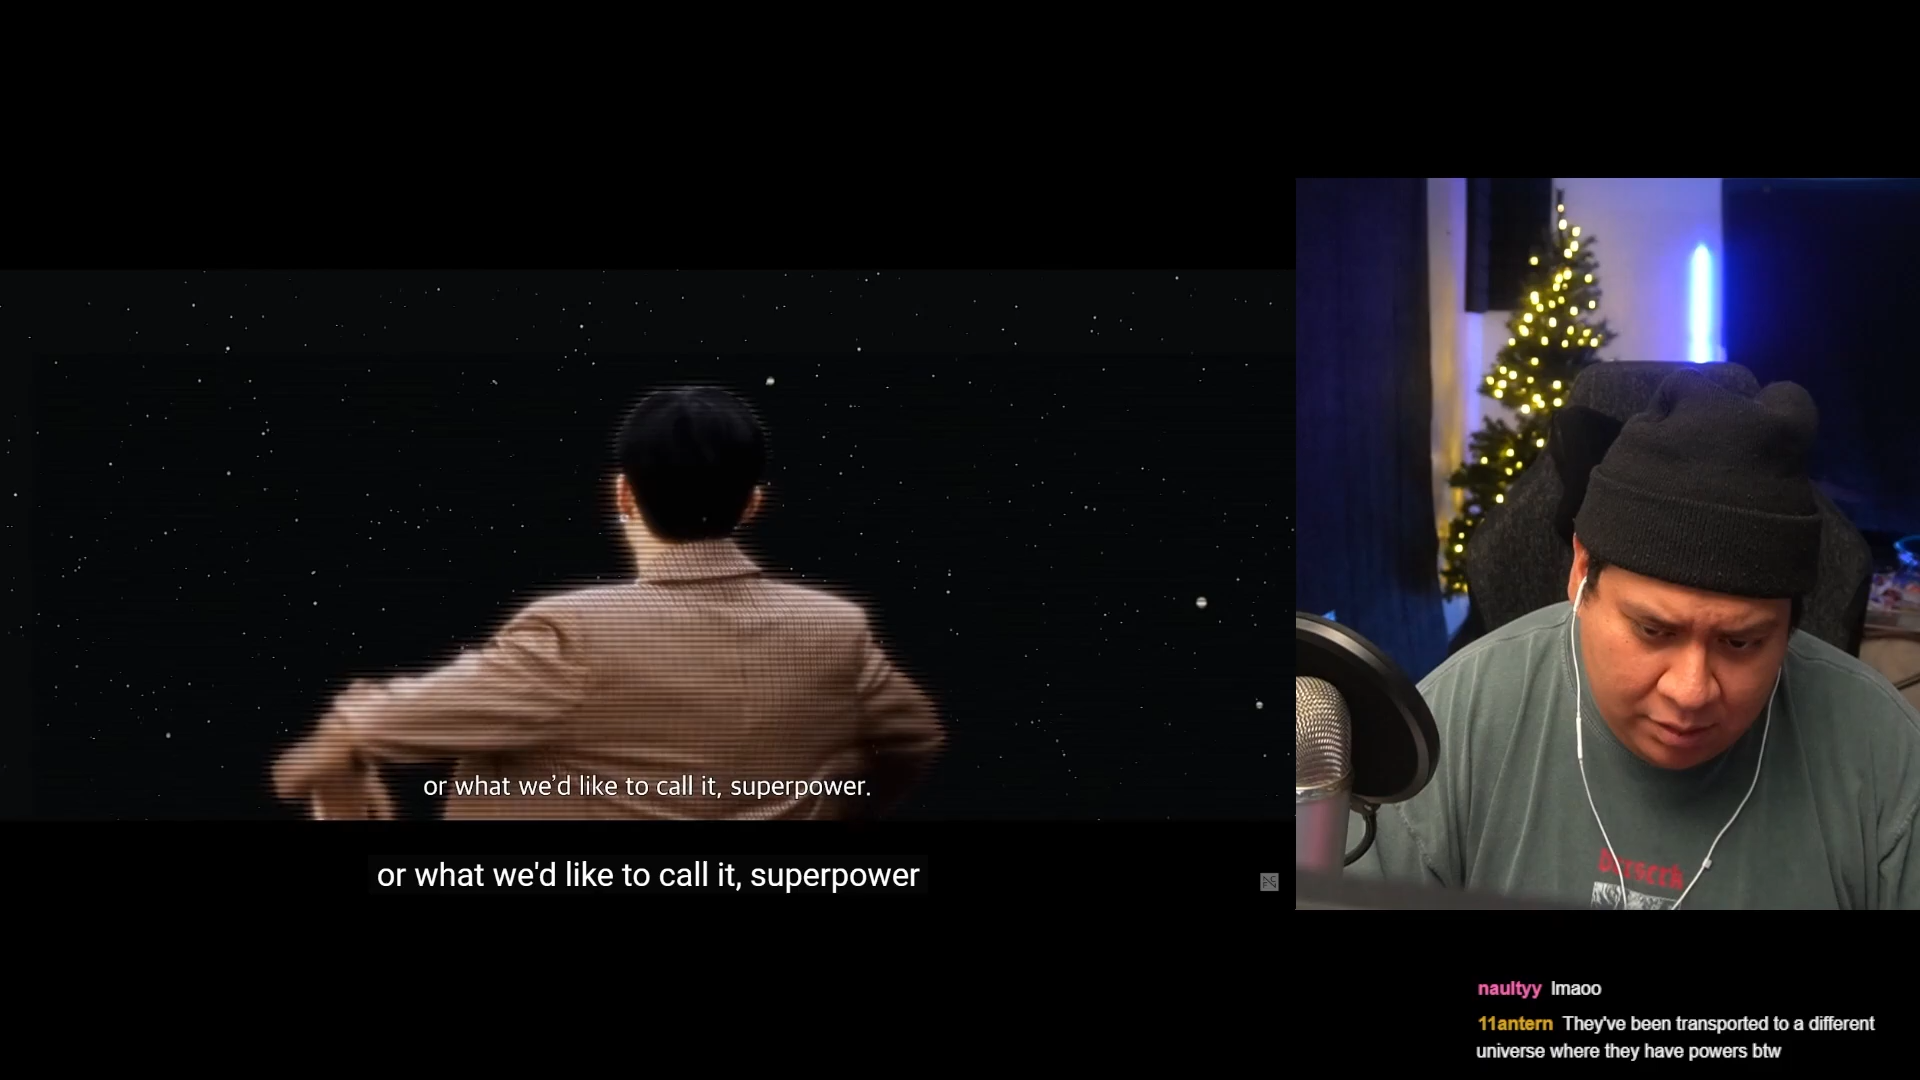 or what we’d like to call it, superpower.
or what we'd like to call it, superpower
berserk
naultyy lmaoo
11antern They've been transported to a different
universe where they have powers btw